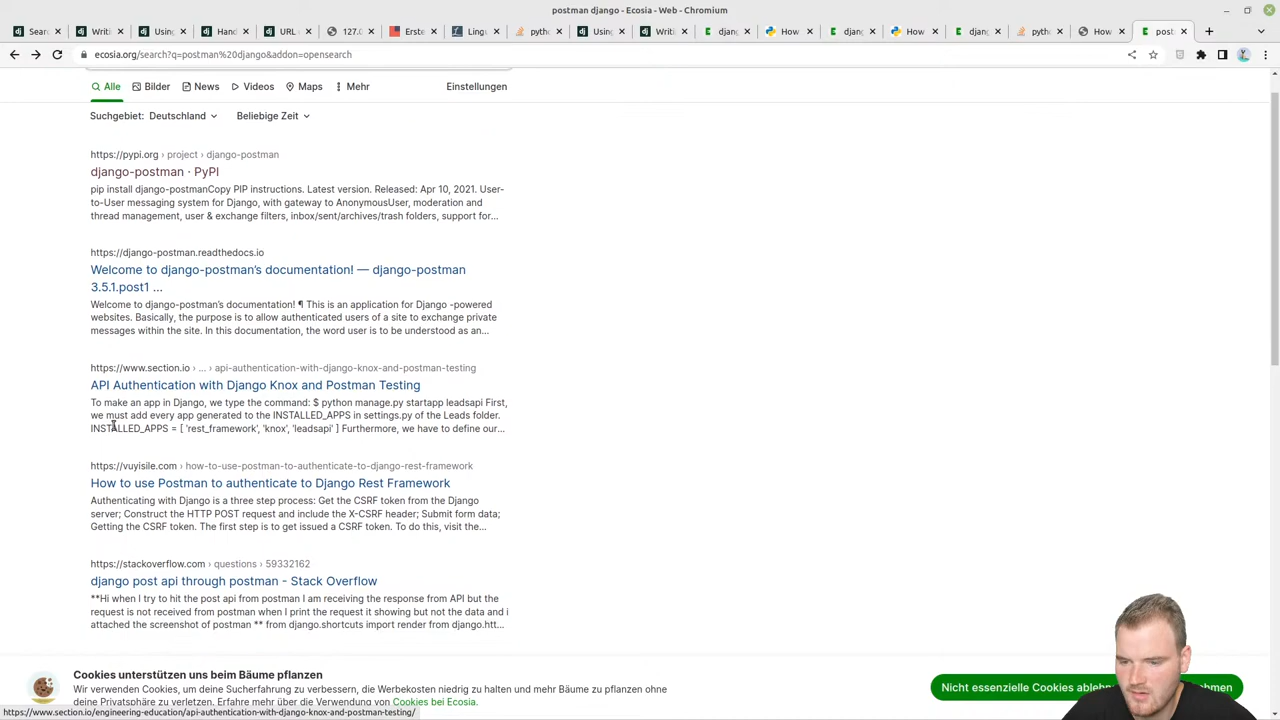 postman django - Ecosia - Web - Chromium
Searc
Writi
Using
Hand
URL
127.0
Erste
Lingu
pytho
Using
Writi
djang
How
djang
How
djang
pytho
How
post
ecosia.org/search?q=postman%20django&addon=opensearch
Alle Bilder News Videos Maps Mehr Einstellungen
Suchgebiet: Deutschland Beliebige Zeit
https://pypi.org › project › django-postman
django-postman · PyPI
pip install django-postmanCopy PIP instructions. Latest version. Released: Apr 10, 2021. User-
to-User messaging system for Django, with gateway to AnonymousUser, moderation and
thread management, user & exchange filters, inbox/sent/archives/trash folders, support for...
https://django-postman.readthedocs.io
Welcome to django-postman's documentation! — django-postman
3.5.1.post1 ...
Welcome to django-postman's documentation! ¶ This is an application for Django -powered
websites. Basically, the purpose is to allow authenticated users of a site to exchange private
messages within the site. In this documentation, the word user is to be understood as an...
https://www.section.io › ... › api-authentication-with-django-knox-and-postman-testing
API Authentication with Django Knox and Postman Testing
To make an app in Django, we type the command: $ python manage.py startapp leadsapi First,
we must add every app generated to the INSTALLED_APPS in settings.py of the Leads folder.
INSTALLED_APPS = [ 'rest_framework', 'knox', 'leadsapi' ] Furthermore, we have to define our...
https://vuyisile.com › how-to-use-postman-to-authenticate-to-django-rest-framework
How to use Postman to authenticate to Django Rest Framework
Authenticating with Django is a three step process: Get the CSRF token from the Django
server; Construct the HTTP POST request and include the X-CSRF header; Submit form data;
Getting the CSRF token. The first step is to get issued a CSRF token. To do this, visit the...
https://stackoverflow.com › questions › 59332162
django post api through postman - Stack Overflow
**Hi when I try to hit the post api from postman I am receiving the response from API but the
request is not received from postman when I print the request it showing but not the data and i
attached the screenshot of postman ** from django.shortcuts import render from django.htt...
Cookies unterstützen uns beim Bäume pflanzen
Wir verwenden Cookies, um deine Sucherfahrung zu verbessern, die Werbekosten niedrig zu halten und mehr Bäume zu pflanzen ohne
deine Privatsphäre zu verletzen. Erfahre mehr über die Verwendung von Cookies bei Ecosia.
Nicht essenzielle Cookies ablehn
https://www.section.io/engineering-education/api-authentication-with-django-knox-and-postman-testing/